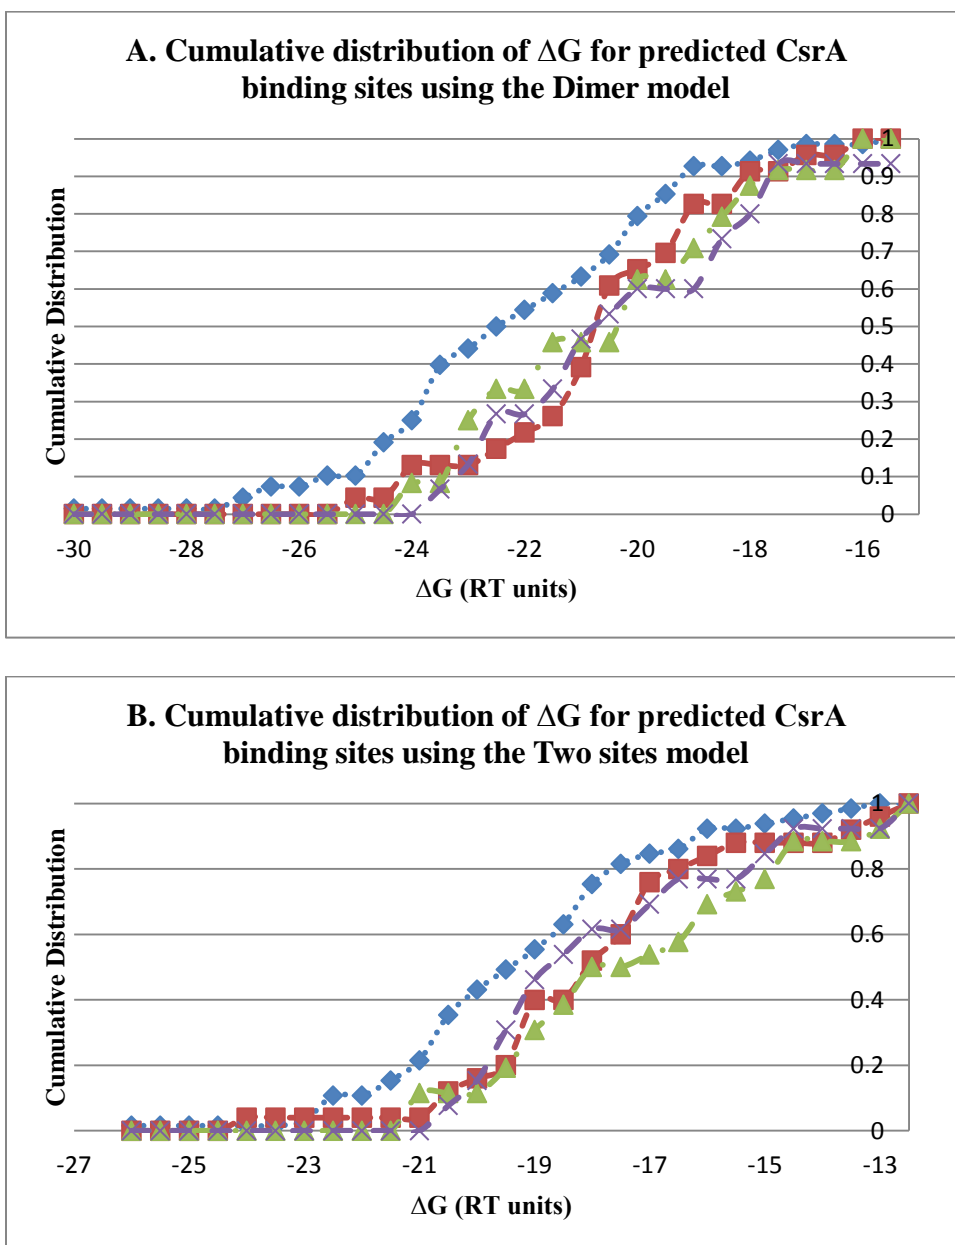 A. Cumulative distribution of ΔG for predicted CsrA
binding sites using the Dimer model
1
0.9
0.8
0.7
0.6
0.5
0.4
0.3
0.2
0.1
0
Cumulative Distribution
-30 -28 -26 -24 -22 -20 -18 -16
ΔG (RT units)
B. Cumulative distribution of ΔG for predicted CsrA
binding sites using the Two sites model
1
0.8
0.6
0.4
0.2
0
Cumulative Distribution
-27 -25 -23 -21 -19 -17 -15 -13
ΔG (RT units)